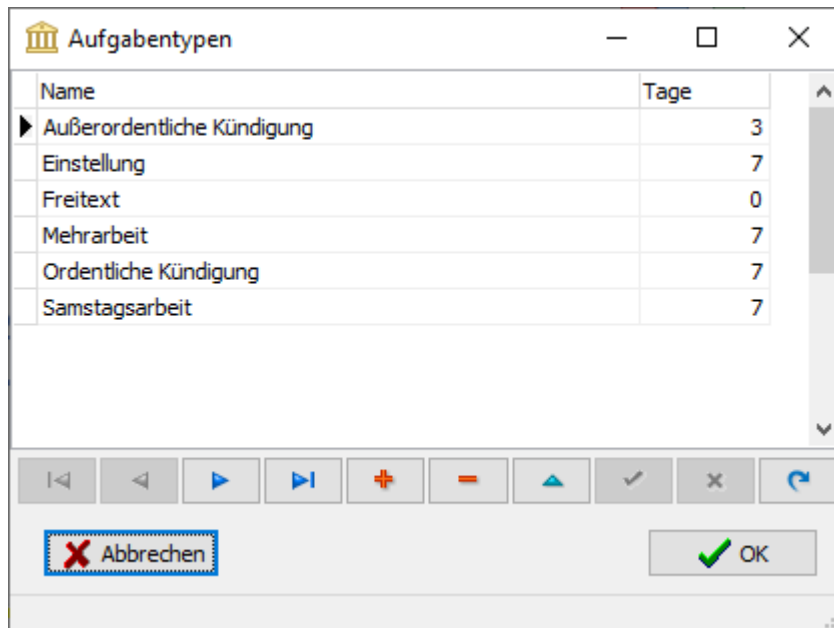 Aufgabentypen
Name Tage
Außerordentliche Kündigung 3
Einstellung 7
Freitext 0
Mehrarbeit 7
Ordentliche Kündigung 7
Samstagsarbeit 7
Abbrechen OK